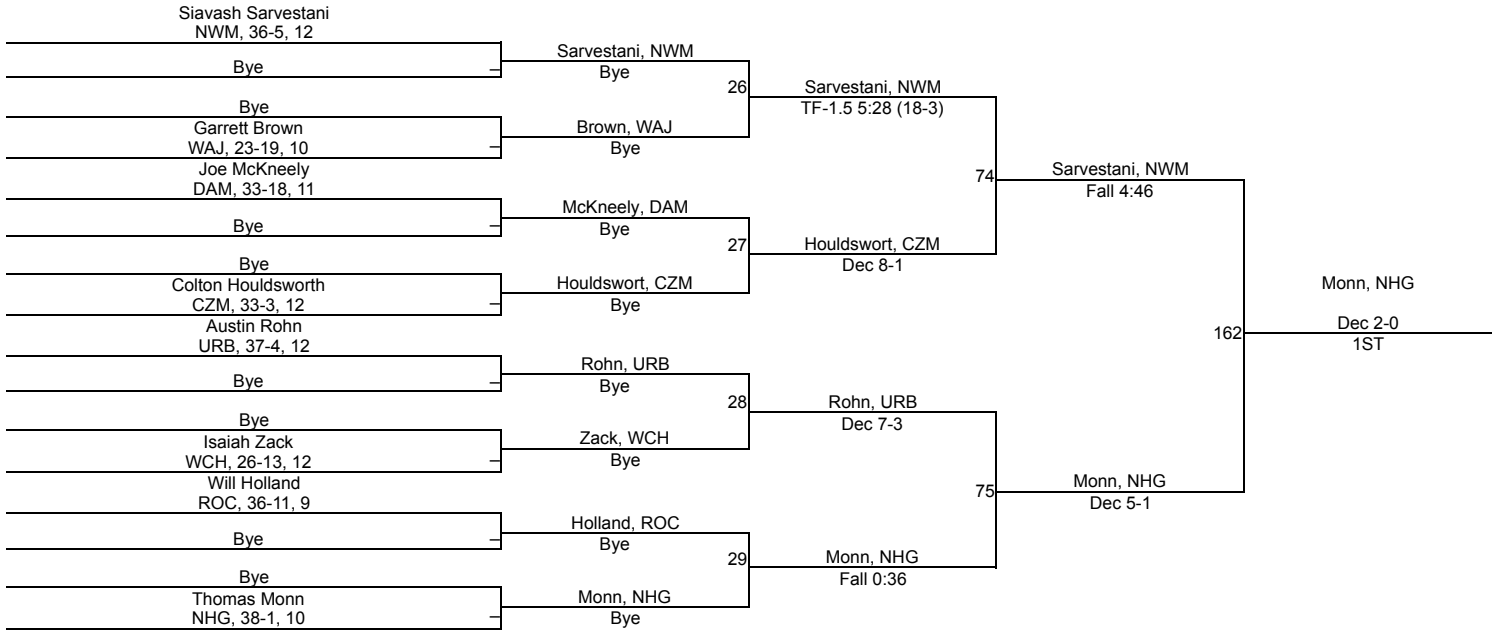 Siavash Sarvestani
NWM, 36-5, 12
Bye
Bye
Garrett Brown
WAJ, 23-19, 10
Joe McKneely
DAM, 33-18, 11
Bye
Bye
Colton Houldsworth
CZM, 33-3, 12
Austin Rohn
URB, 37-4, 12
Bye
Bye
Isaiah Zack
WCH, 26-13, 12
Will Holland
ROC, 36-11, 9
Bye
Bye
Thomas Monn
NHG, 38-1, 10
Sarvestani, NWM
Bye
26
Brown, WAJ
Bye
McKneely, DAM
Bye
27
Houldswort, CZM
Bye
Rohn, URB
Bye
28
Zack, WCH
Bye
Holland, ROC
Bye
29
Monn, NHG
Bye
Sarvestani, NWM
TF-1.5 5:28 (18-3)
74
Houldswort, CZM
Dec 8-1
Rohn, URB
Dec 7-3
75
Monn, NHG
Fall 0:36
Sarvestani, NWM
Fall 4:46
162
Monn, NHG
Dec 5-1
Monn, NHG
Dec 2-0
1ST